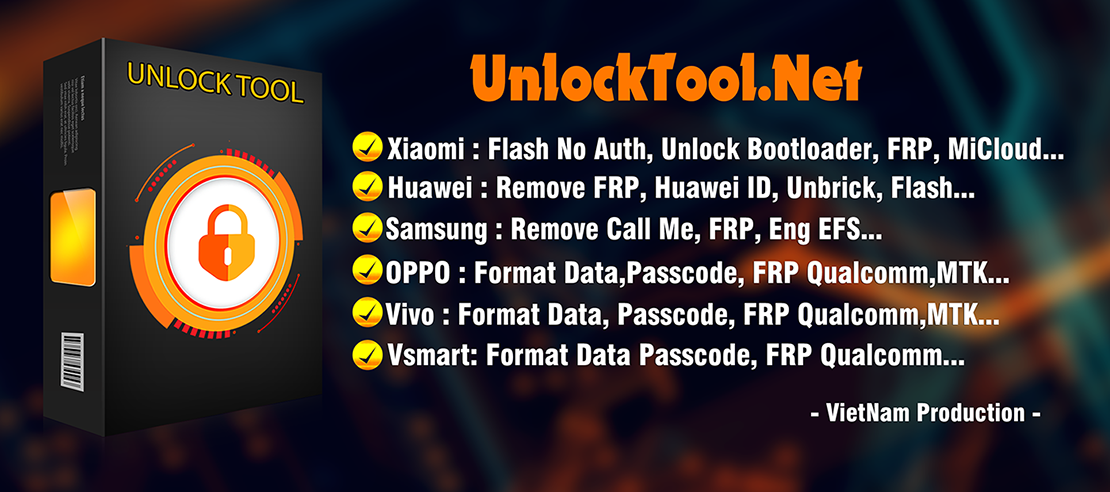 UNLOCK TOOL
UnlockTool.Net
Xiaomi : Flash No Auth, Unlock Bootloader, FRP, MiCloud...
Huawei : Remove FRP, Huawei ID, Unbrick, Flash...
Samsung : Remove Call Me, FRP, Eng EFS...
OPPO : Format Data,Passcode, FRP Qualcomm,MTK...
Vivo : Format Data, Passcode, FRP Qualcomm,MTK...
Vsmart: Format Data Passcode, FRP Qualcomm...
- VietNam Production -